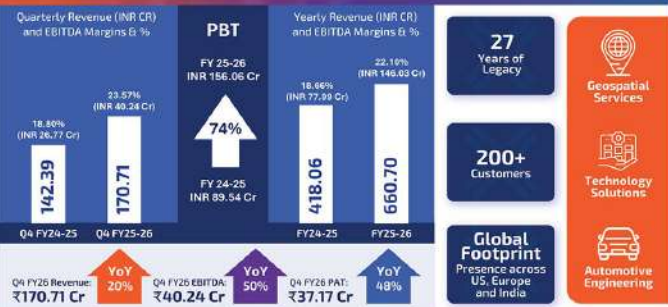 Quarterly Revenue (INR CR)
and EBITDA Margins & %
18.80%
(INR 26.77 Cr)
142.39
Q4 FY24-25
23.57%
(INR 40.24 Cr)
170.71
Q4 FY25-26
PBT
FY 25-26
INR 156.06 Cr
74%
FY 24-25
INR 89.54 Cr
Yearly Revenue (INR CR)
and EBITDA Margins & %
18.66%
(INR 77.99 Cr)
418.06
FY24-25
22.10%
(INR 146.03 Cr)
660.70
FY25-26
Q4 FY26 Revenue:
₹170.71 Cr
YoY
20%
Q4 FY26 EBITDA:
₹40.24 Cr
YoY
50%
Q4 FY26 PAT:
₹37.17 Cr
YoY
48%
27
Years of
Legacy
200+
Customers
Global
Footprint
Presence across
US, Europe
and India
Geospatial
Services
Technology
Solutions
Automotive
Engineering